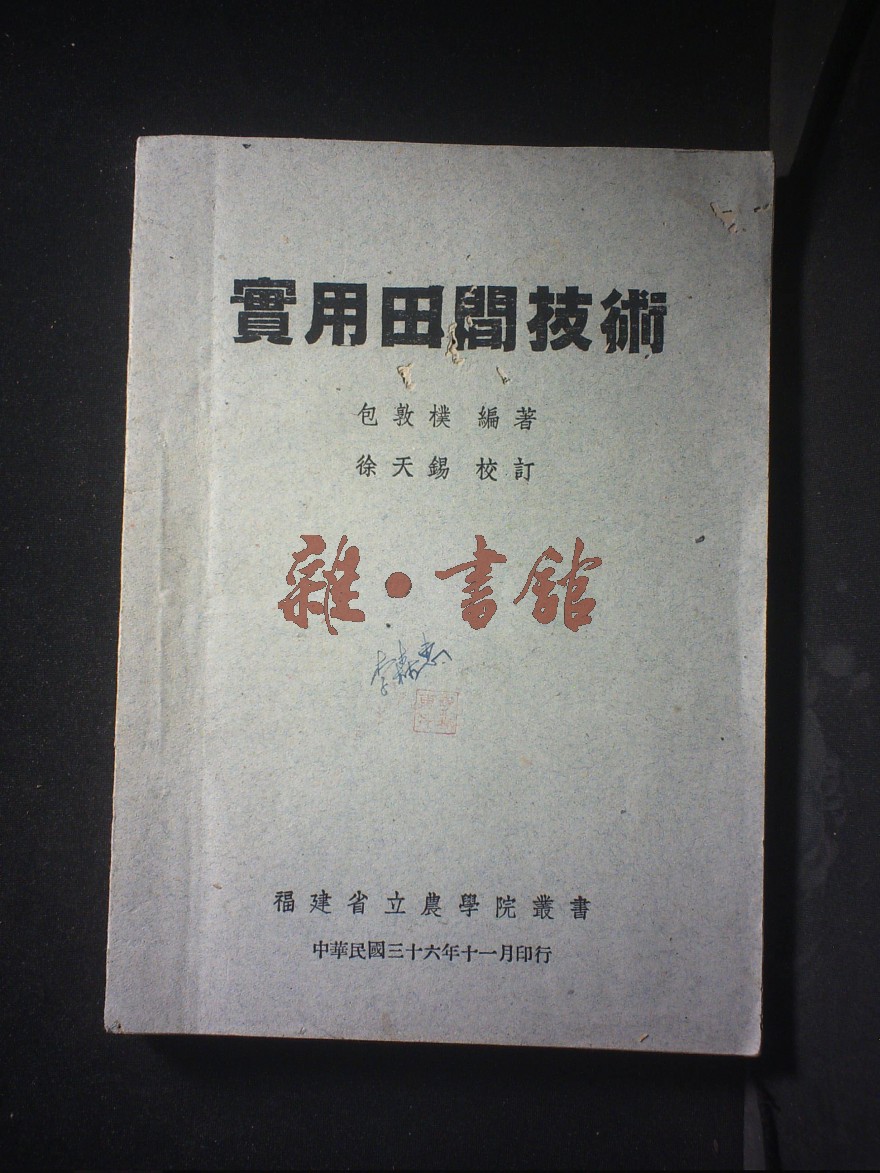 實用田間技術
包敦樸 編著
徐天錫 校訂
雜·書館
福建省立農學院叢書
中華民國三十六年十一月印行